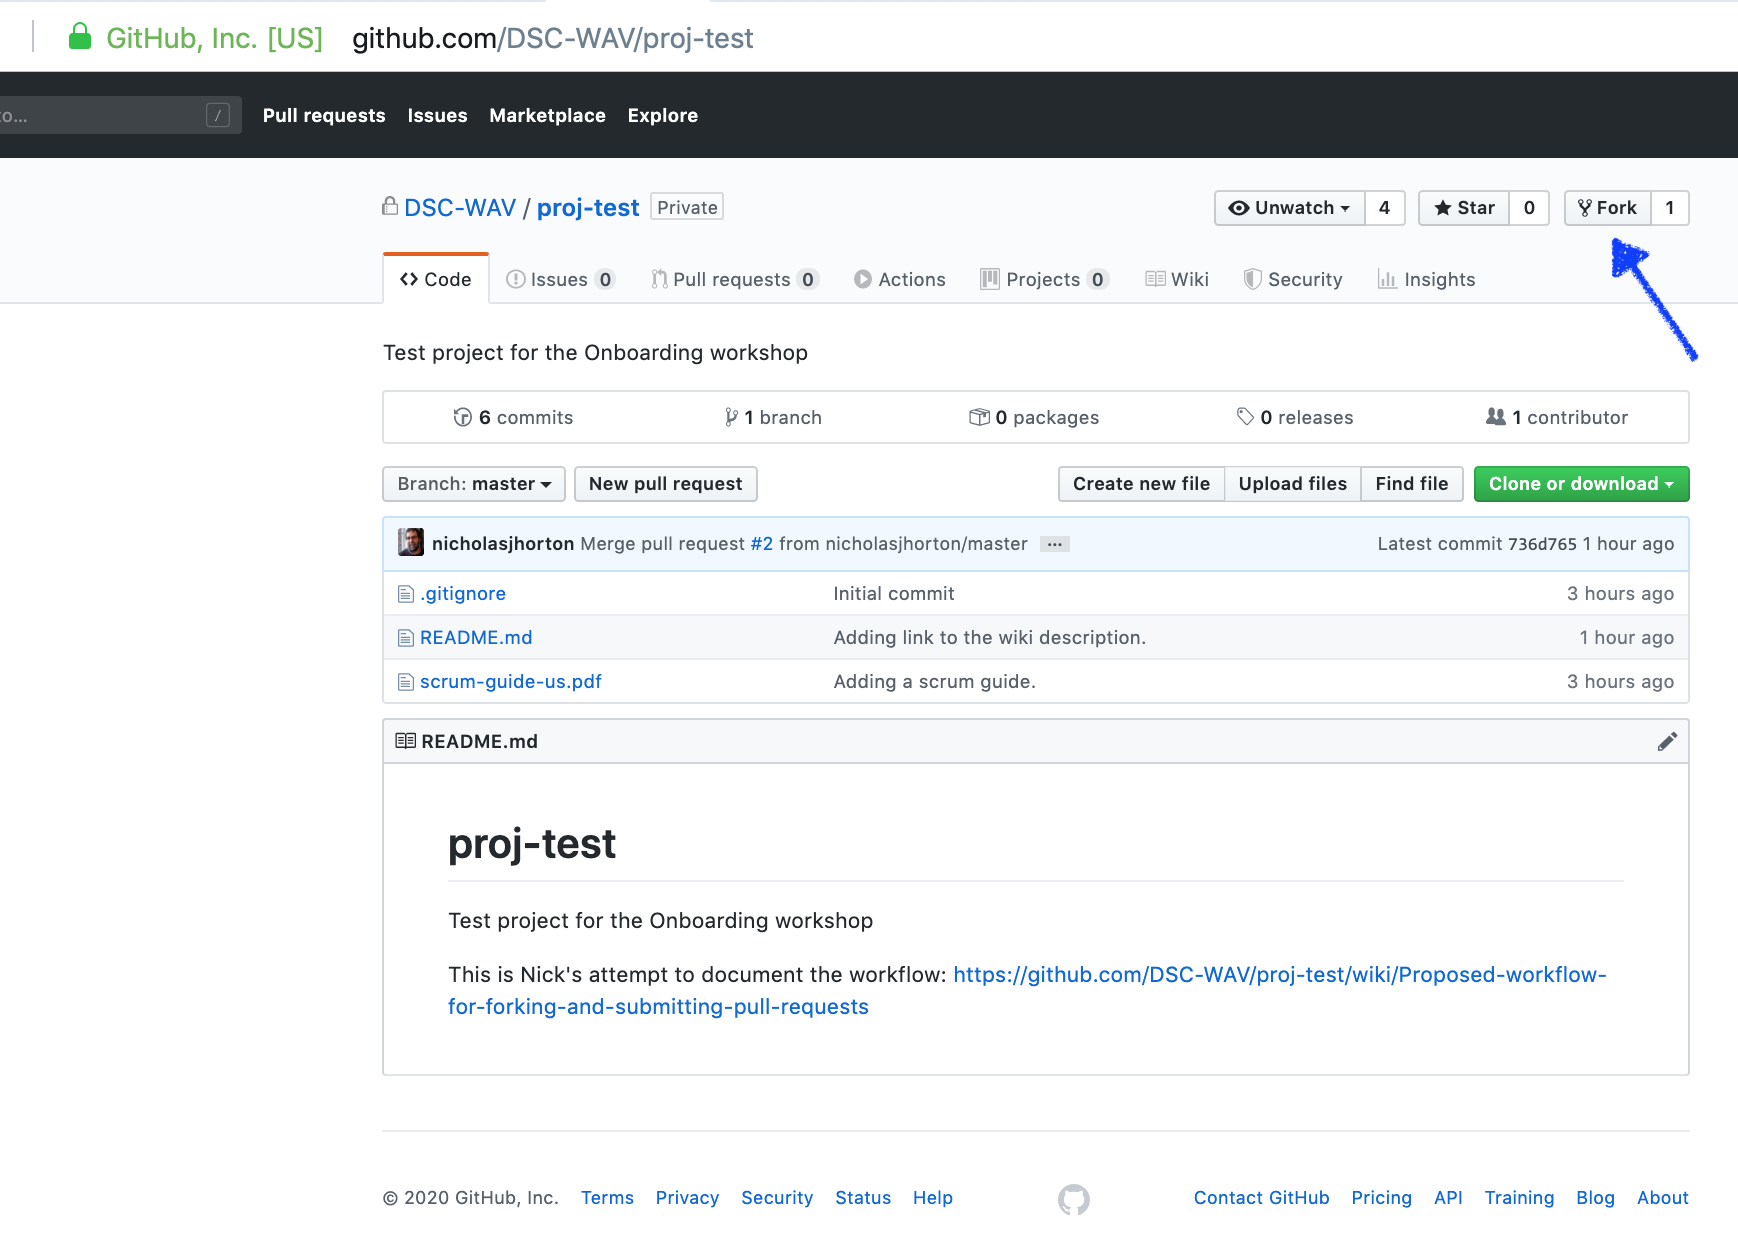 GitHub, Inc. [US] github.com/DSC-WAV/proj-test
to... / Pull requests Issues Marketplace Explore
DSC-WAV / proj-test Private Unwatch 4 Star 0 Fork 1
Code Issues 0 Pull requests 0 Actions Projects 0 Wiki Security Insights
Test project for the Onboarding workshop
6 commits 1 branch 0 packages 0 releases 1 contributor
Branch: master New pull request Create new file Upload files Find file Clone or download
nicholasjhorton Merge pull request #2 from nicholasjhorton/master ... Latest commit 736d765 1 hour ago
.gitignore Initial commit 3 hours ago
README.md Adding link to the wiki description. 1 hour ago
scrum-guide-us.pdf Adding a scrum guide. 3 hours ago
README.md
proj-test
Test project for the Onboarding workshop
This is Nick's attempt to document the workflow: https://github.com/DSC-WAV/proj-test/wiki/Proposed-workflow-
for-forking-and-submitting-pull-requests
© 2020 GitHub, Inc. Terms Privacy Security Status Help Contact GitHub Pricing API Training Blog About